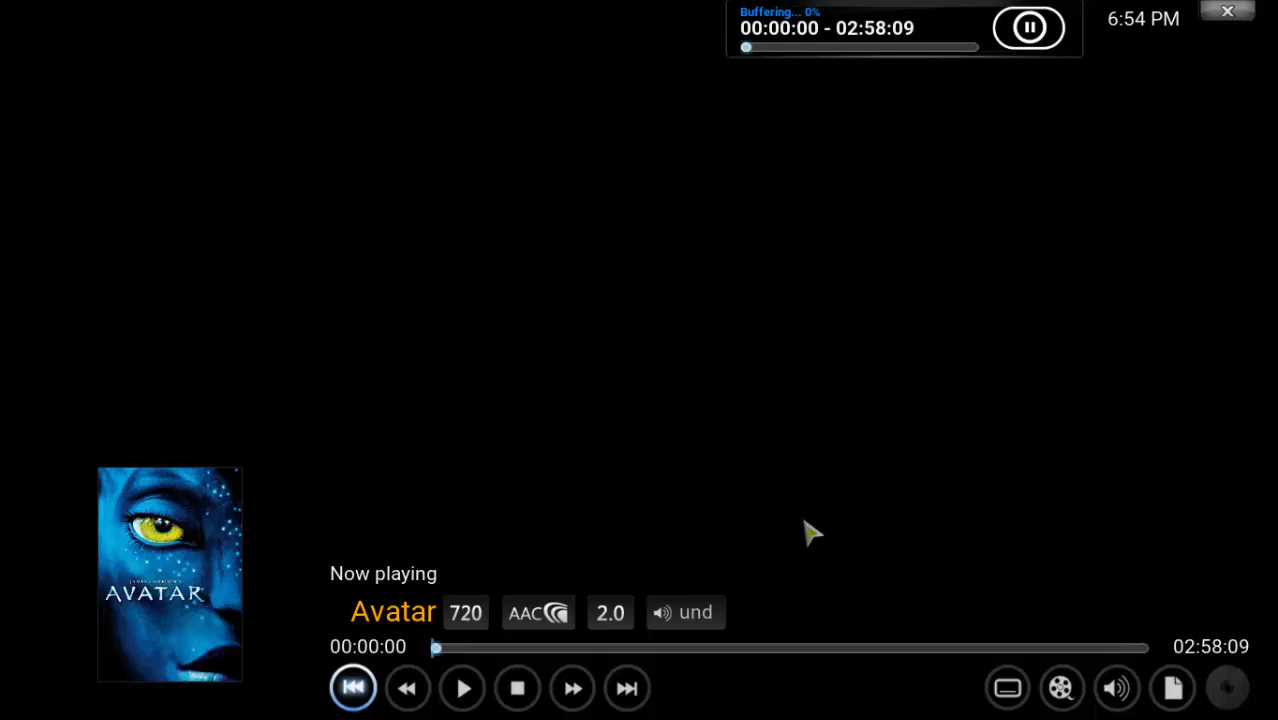 Buffering... 0%
00:00:00 - 02:58:09
6:54 PM
AVATAR
Now playing
Avatar 720 AAC 2.0 und
00:00:00 02:58:09